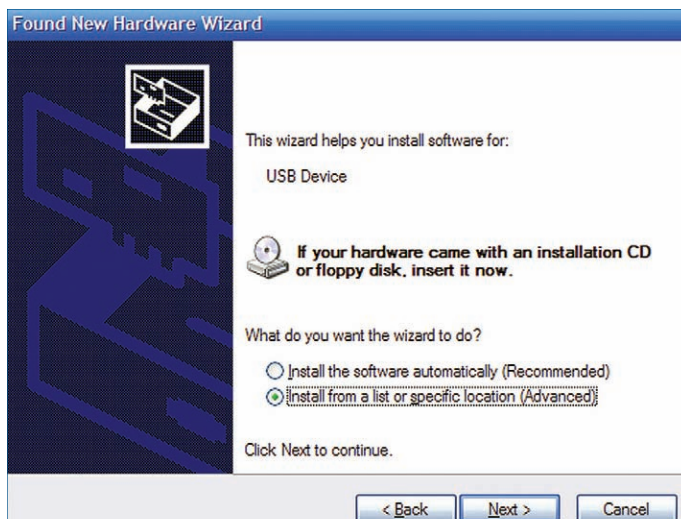 Found New Hardware Wizard
This wizard helps you install software for:
USB Device
If your hardware came with an installation CD
or floppy disk, insert it now.
What do you want the wizard to do?
Install the software automatically (Recommended)
Install from a list or specific location (Advanced)
Click Next to continue.
< Back
Next >
Cancel